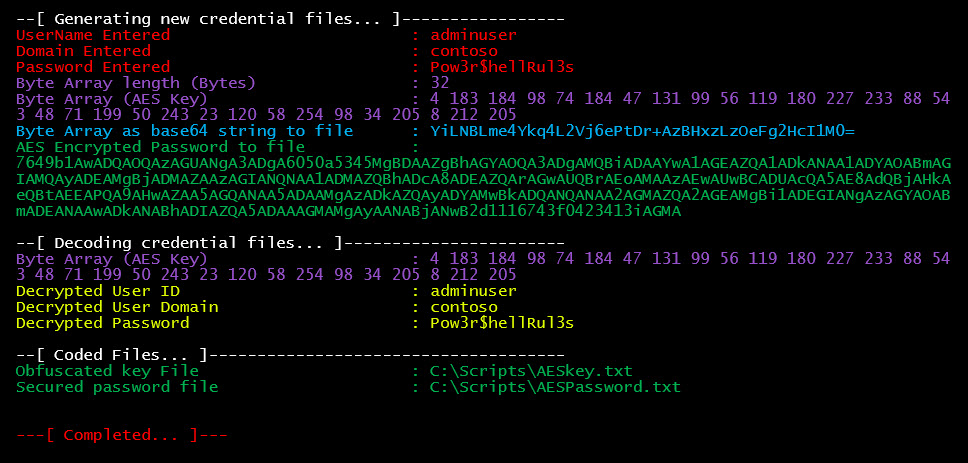 --[ Generating new credential files... ]-----------------
UserName Entered : adminuser
Domain Entered : contoso
Password Entered : Pow3r$hellRul3s
Byte Array length (Bytes) : 32
Byte Array (AES Key) : 4 183 184 98 74 184 47 131 99 56 119 180 227 233 88 54
3 48 71 199 50 243 23 120 58 254 98 34 205 8 212 205
Byte Array as base64 string to file : YiLNBLme4Ykq4L2Vj6ePtDr+AzBHxzLzOeFg2HcI1M0=
AES Encrypted Password to file :
7649b1AwADQAOQAzAGUANgA3ADgA6050a5345MgBDAAZgBhAGYAOQA3ADgAMQBiADAAYwA1AGEAZQA1ADkANAA1ADYAOABmAG
IAMQAyADEAMgBjADMAZAAzAGIANQNAA1ADMAZQBhADcA8ADEAZQArAGwAUQBrAEoAMAAzAEwAUwBCADUAcQA5AE8AdQBjAHkA
eQBtAEEAPQA9AHwAZAA5AGQANAA5ADAAMgAzADkAZQAyADYAMwBkADQANQANAA2AGMAZQA2AGEAMgBi1ADEGIANgAzAGYAOAB
mADEANAAwADkANABhADIAZQA5ADAAAGMAMgAyAANABjANwB2d1116743f0423413iAGMA
--[ Decoding credential files... ]-----------------------
Byte Array (AES Key) : 4 183 184 98 74 184 47 131 99 56 119 180 227 233 88 54
3 48 71 199 50 243 23 120 58 254 98 34 205 8 212 205
Decrypted User ID : adminuser
Decrypted User Domain : contoso
Decrypted Password : Pow3r$hellRul3s
--[ Coded Files... ]-------------------------------------
Obfuscated key File : C:\Scripts\AESkey.txt
Secured password file : C:\Scripts\AESPassword.txt
---[ Completed... ]---